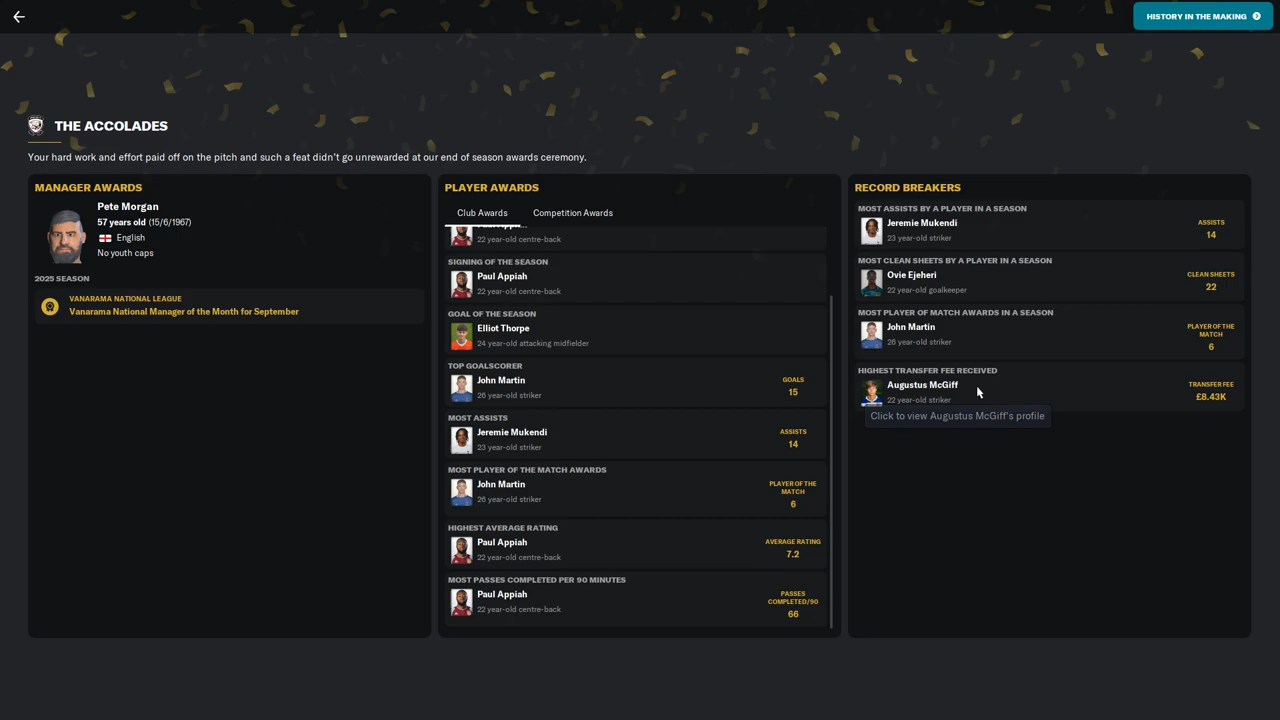 HISTORY IN THE MAKING
THE ACCOLADES
Your hard work and effort paid off on the pitch and such a feat didn't go unrewarded at our end of season awards ceremony.
MANAGER AWARDS
Pete Morgan
57 years old (15/6/1967)
English
No youth caps
2025 SEASON
VANARAMA NATIONAL LEAGUE
Vanarama National Manager of the Month for September
PLAYER AWARDS
Club Awards
Competition Awards
22 year-old centre-back
SIGNING OF THE SEASON
Paul Appiah
22 year-old centre-back
GOAL OF THE SEASON
Elliot Thorpe
24 year-old attacking midfielder
TOP GOALSCORER
John Martin
26 year-old striker
GOALS
15
MOST ASSISTS
Jeremie Mukendi
23 year-old striker
ASSISTS
14
MOST PLAYER OF THE MATCH AWARDS
John Martin
26 year-old striker
PLAYER OF THE
MATCH
6
HIGHEST AVERAGE RATING
Paul Appiah
22 year-old centre-back
AVERAGE RATING
7.2
MOST PASSES COMPLETED PER 90 MINUTES
Paul Appiah
22 year-old centre-back
PASSES
COMPLETED/90
66
RECORD BREAKERS
MOST ASSISTS BY A PLAYER IN A SEASON
Jeremie Mukendi
23 year-old striker
ASSISTS
14
MOST CLEAN SHEETS BY A PLAYER IN A SEASON
Ovie Ejeheri
22 year-old goalkeeper
CLEAN SHEETS
22
MOST PLAYER OF MATCH AWARDS IN A SEASON
John Martin
26 year-old striker
PLAYER OF THE
MATCH
6
HIGHEST TRANSFER FEE RECEIVED
Augustus McGiff
22 year-old striker
TRANSFER FEE
£8.43K
Click to view Augustus McGiff's profile